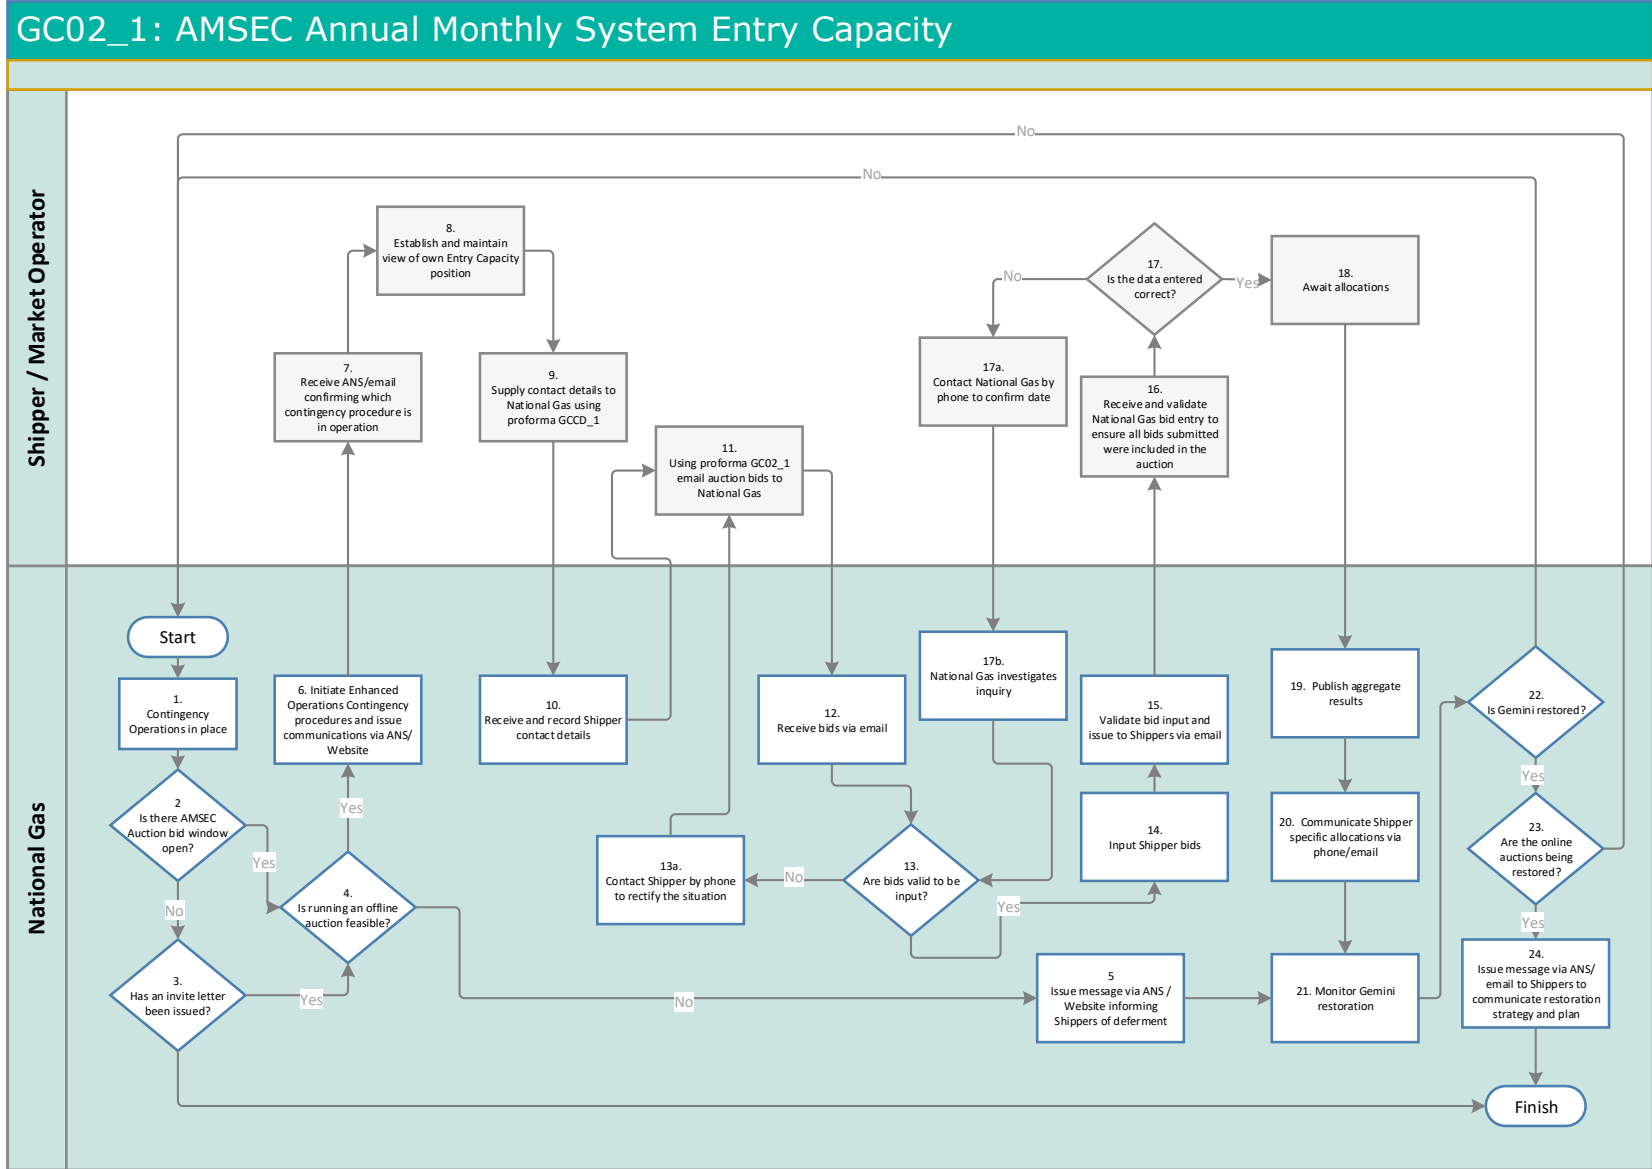 GC02_1: AMSEC Annual Monthly System Entry Capacity
Shipper / Market Operator
No
No
8.
Establish and maintain
view of own Entry Capacity
position
7.
Receive ANS/email
confirming which
contingency procedure is
in operation
9.
Supply contact details to
National Gas using
proforma GCCD_1
11.
Using proforma GC02_1
email auction bids to
National Gas
No
17.
Is the data entered
correct?
Yes
18.
Await allocations
17a.
Contact National Gas by
phone to confirm date
16.
Receive and validate
National Gas bid entry to
ensure all bids submitted
were included in the
auction
National Gas
Start
1.
Contingency
Operations in place
2
Is there AMSEC
Auction bid window
open?
Yes
No
3.
Has an invite letter
been issued?
Yes
4.
Is running an offline
auction feasible?
Yes
No
6. Initiate Enhanced
Operations Contingency
procedures and issue
communications via ANS/
Website
10.
Receive and record Shipper
contact details
12.
Receive bids via email
13a.
Contact Shipper by phone
to rectify the situation
No
13.
Are bids valid to be
input?
Yes
17b.
National Gas investigates
inquiry
15.
Validate bid input and
issue to Shippers via email
14.
Input Shipper bids
5
Issue message via ANS /
Website informing
Shippers of deferment
19. Publish aggregate
results
20. Communicate Shipper
specific allocations via
phone/email
21. Monitor Gemini
restoration
22.
Is Gemini restored?
Yes
23.
Are the online
auctions being
restored?
Yes
24.
Issue message via ANS/
email to Shippers to
communicate restoration
strategy and plan
Finish